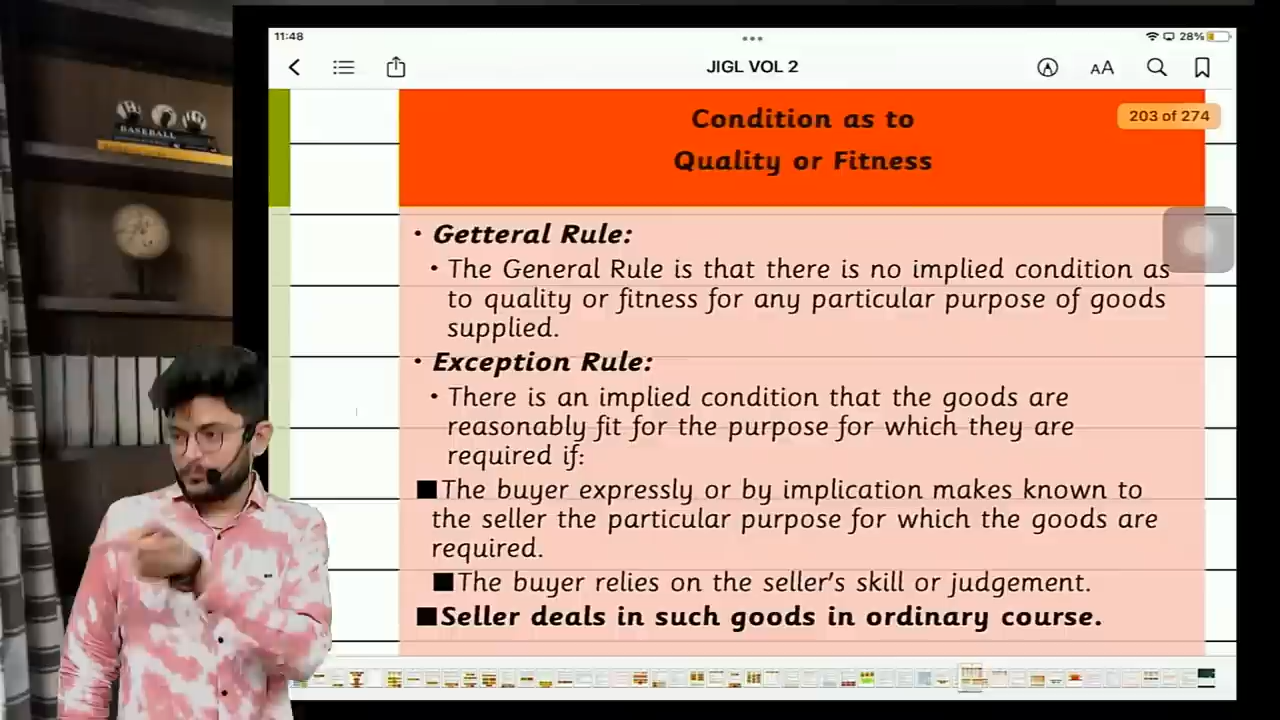 11:48
28%
JIGL VOL 2
AA
Condition as to
203 of 274
Quality or Fitness
• Getteral Rule:
• The General Rule is that there is no implied condition as
to quality or fitness for any particular purpose of goods
supplied.
• Exception Rule:
• There is an implied condition that the goods are
reasonably fit for the purpose for which they are
required if:
■The buyer expressly or by implication makes known to
the seller the particular purpose for which the goods are
required.
■The buyer relies on the seller's skill or judgement.
■Seller deals in such goods in ordinary course.
BASEBALL